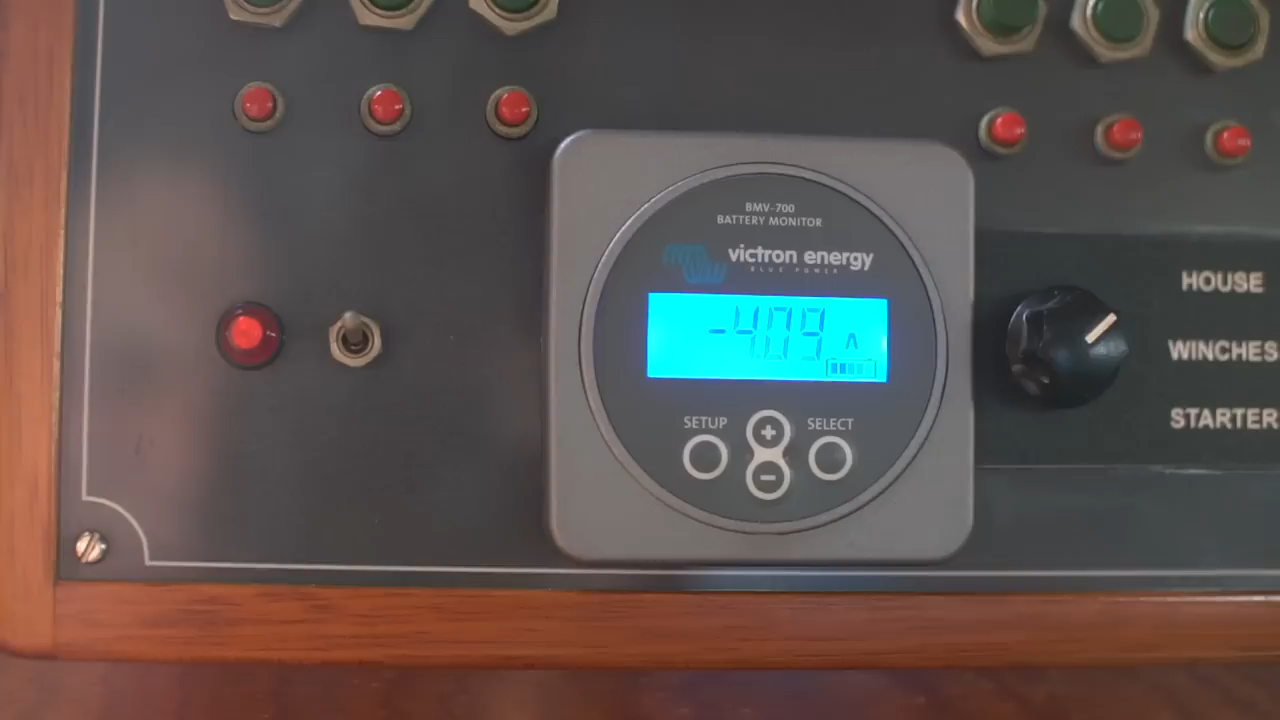 BMV-700
BATTERY MONITOR
victron energy
BLUE POWER
-4.09 A
SETUP
+
SELECT
-
HOUSE
WINCHES
STARTER